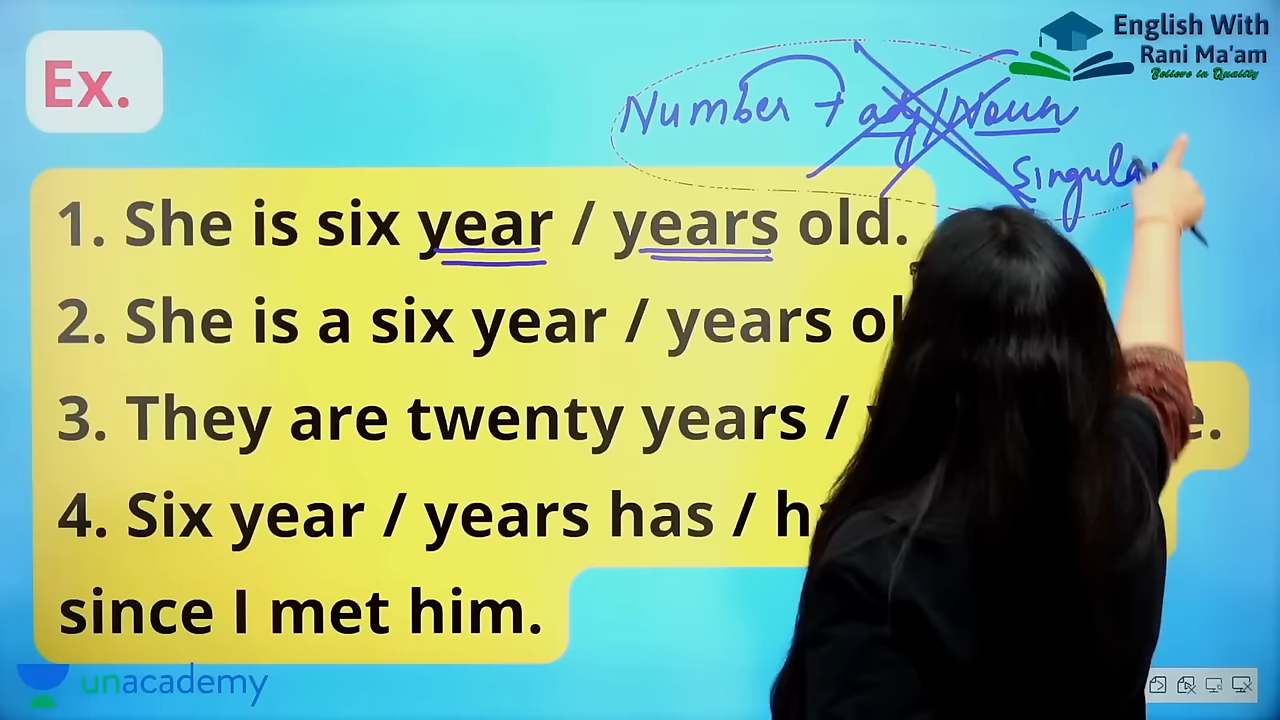 English With
Rani Ma'am
Believe in Quality
Ex.
Number + adj/Noun
Singular
1. She is six year / years old.
2. She is a six year / years
3. They are twenty years /
4. Six year / years has /
since I met him.
unacademy